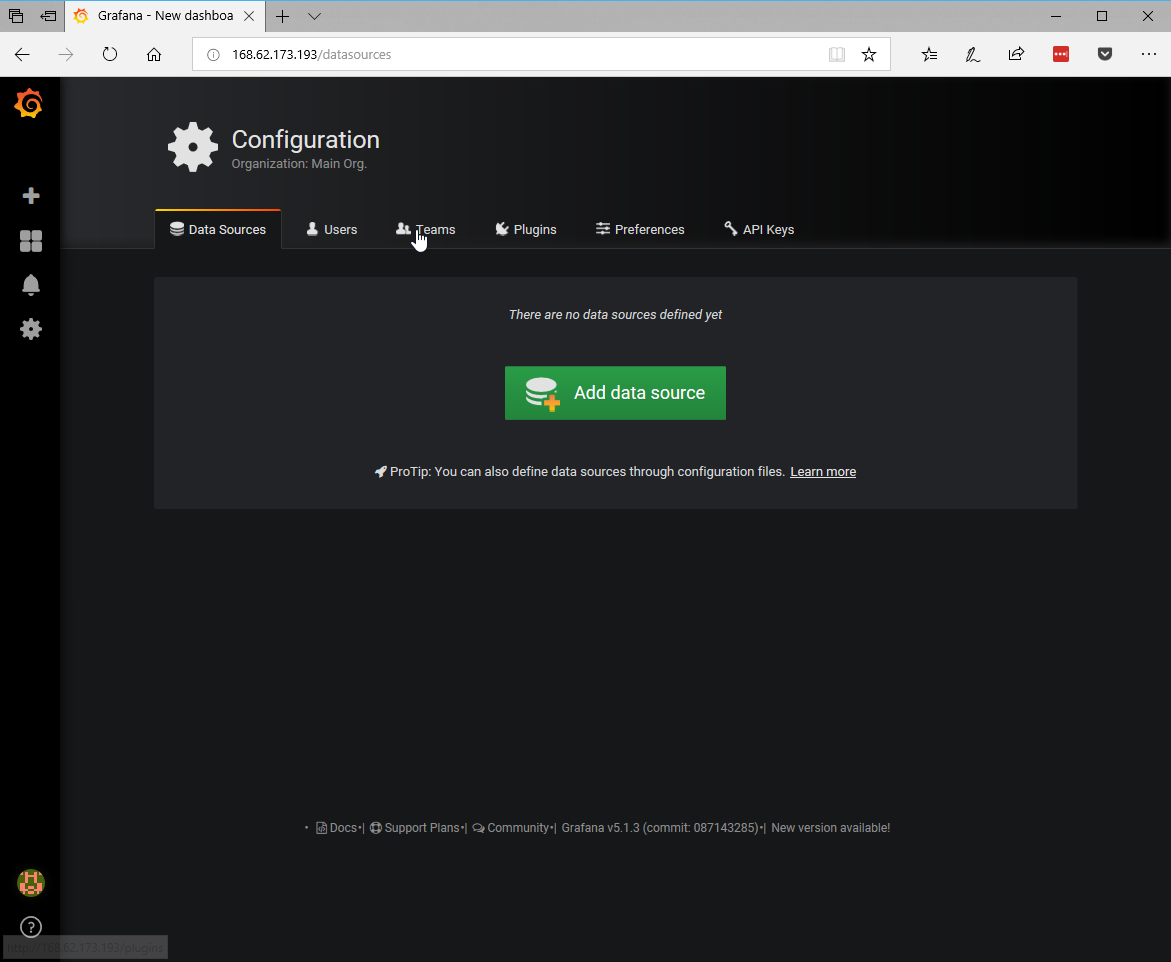 Grafana - New dashboa
168.62.173.193/datasources
Configuration
Organization: Main Org.
Data Sources
Users
Teams
Plugins
Preferences
API Keys
There are no data sources defined yet
Add data source
ProTip: You can also define data sources through configuration files. Learn more
Docs | Support Plans | Community | Grafana v5.1.3 (commit: 087143285) | New version available!
?
http://168.62.173.193/plugins